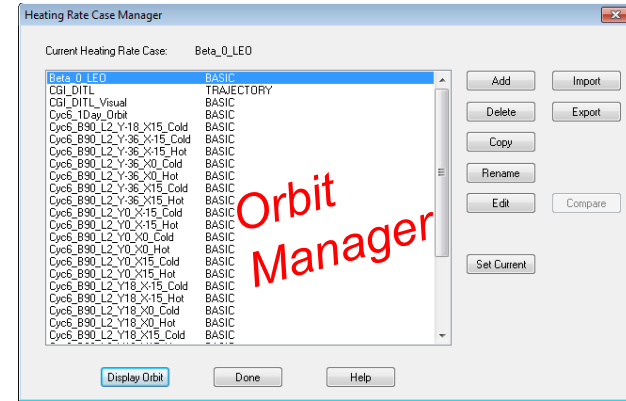 Heating Rate Case Manager
Current Heating Rate Case: Beta_0_LEO
Beta_0_LEO BASIC
CGI_DITL TRAJECTORY
CGI_DITL_Visual BASIC
Cyc6_1Day_Orbit BASIC
Cyc6_B90_L2_Y-18_X15_Cold BASIC
Cyc6_B90_L2_Y-36_X-15_Cold BASIC
Cyc6_B90_L2_Y-36_X-15_Hot BASIC
Cyc6_B90_L2_Y-36_X0_Cold BASIC
Cyc6_B90_L2_Y-36_X0_Hot BASIC
Cyc6_B90_L2_Y-36_X15_Cold BASIC
Cyc6_B90_L2_Y-36_X15_Hot BASIC
Cyc6_B90_L2_Y0_X-15_Cold BASIC
Cyc6_B90_L2_Y0_X-15_Hot BASIC
Cyc6_B90_L2_Y0_X0_Cold BASIC
Cyc6_B90_L2_Y0_X0_Hot BASIC
Cyc6_B90_L2_Y0_X15_Cold BASIC
Cyc6_B90_L2_Y0_X15_Hot BASIC
Cyc6_B90_L2_Y18_X-15_Cold BASIC
Cyc6_B90_L2_Y18_X-15_Hot BASIC
Cyc6_B90_L2_Y18_X0_Cold BASIC
Cyc6_B90_L2_Y18_X0_Hot BASIC
Cyc6_B90_L2_Y18_X15_Cold BASIC
Orbit
Manager
Add Import
Delete Export
Copy
Rename
Edit Compare
Set Current
Display Orbit Done Help